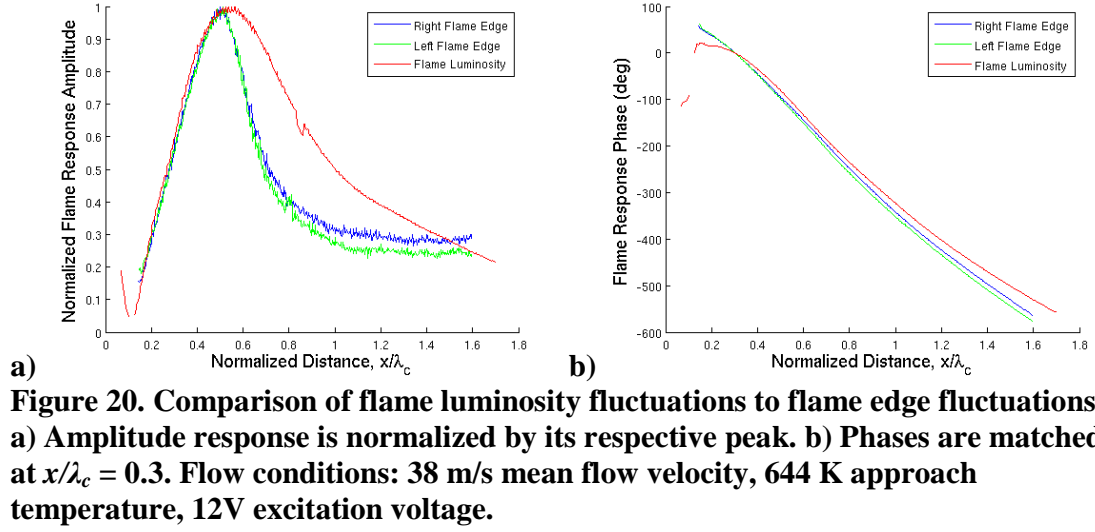 Normalized Flame Response Amplitude
1
0.9
0.8
0.7
0.6
0.5
0.4
0.3
0.2
0.1
0
0 0.2 0.4 0.6 0.8 1 1.2 1.4 1.6 1.8
Normalized Distance, x/λc
Right Flame Edge
Left Flame Edge
Flame Luminosity
a)
Flame Response Phase (deg)
100
0
-100
-200
-300
-400
-500
-600
0 0.2 0.4 0.6 0.8 1 1.2 1.4 1.6 1.8
Normalized Distance, x/λc
Right Flame Edge
Left Flame Edge
Flame Luminosity
b)
Figure 20. Comparison of flame luminosity fluctuations to flame edge fluctuations
a) Amplitude response is normalized by its respective peak. b) Phases are matched
at x/λc = 0.3. Flow conditions: 38 m/s mean flow velocity, 644 K approach
temperature, 12V excitation voltage.